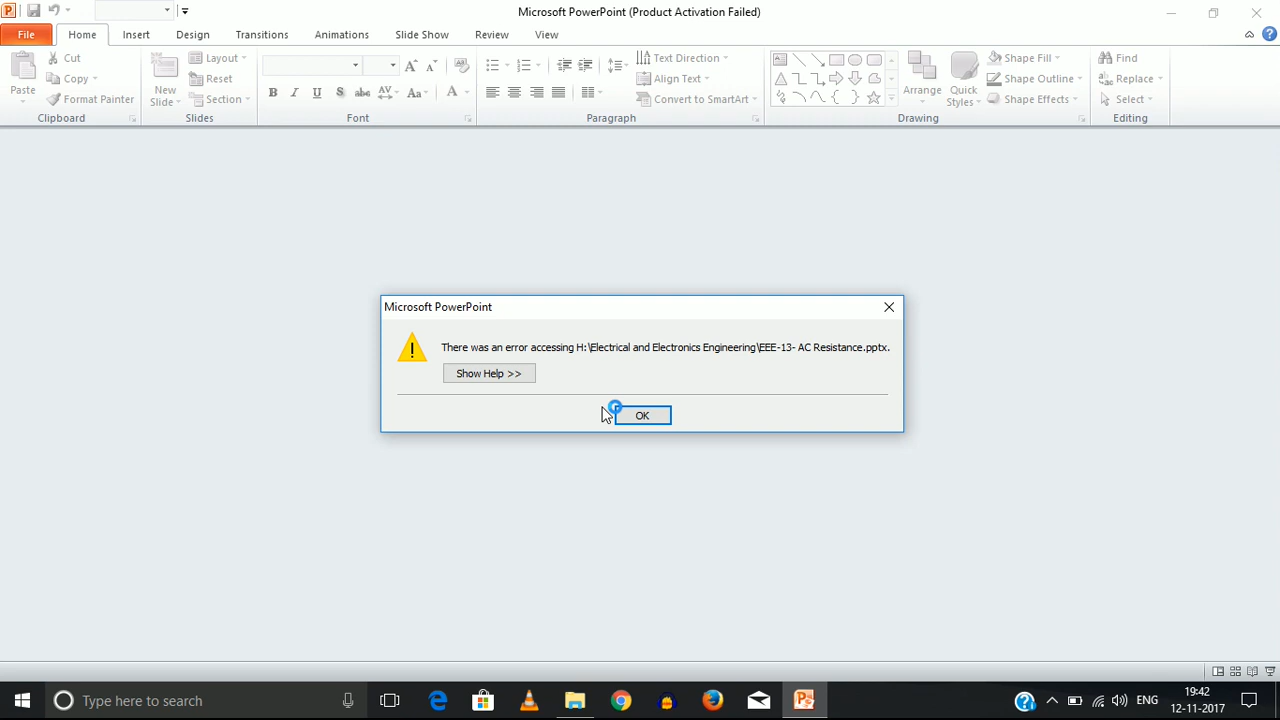 Microsoft PowerPoint (Product Activation Failed)
File Home Insert Design Transitions Animations Slide Show Review View
Paste
Cut
Copy
Format Painter
Clipboard
New
Slide
Layout
Reset
Section
Slides
B I U S abc AV Aa A
Font
Text Direction
Align Text
Convert to SmartArt
Paragraph
Arrange
Quick
Styles
Shape Fill
Shape Outline
Shape Effects
Drawing
Find
Replace
Select
Editing
Microsoft PowerPoint
There was an error accessing H:\Electrical and Electronics Engineering\EEE-13- AC Resistance.pptx.
Show Help >>
OK
Type here to search
ENG
19:42
12-11-2017